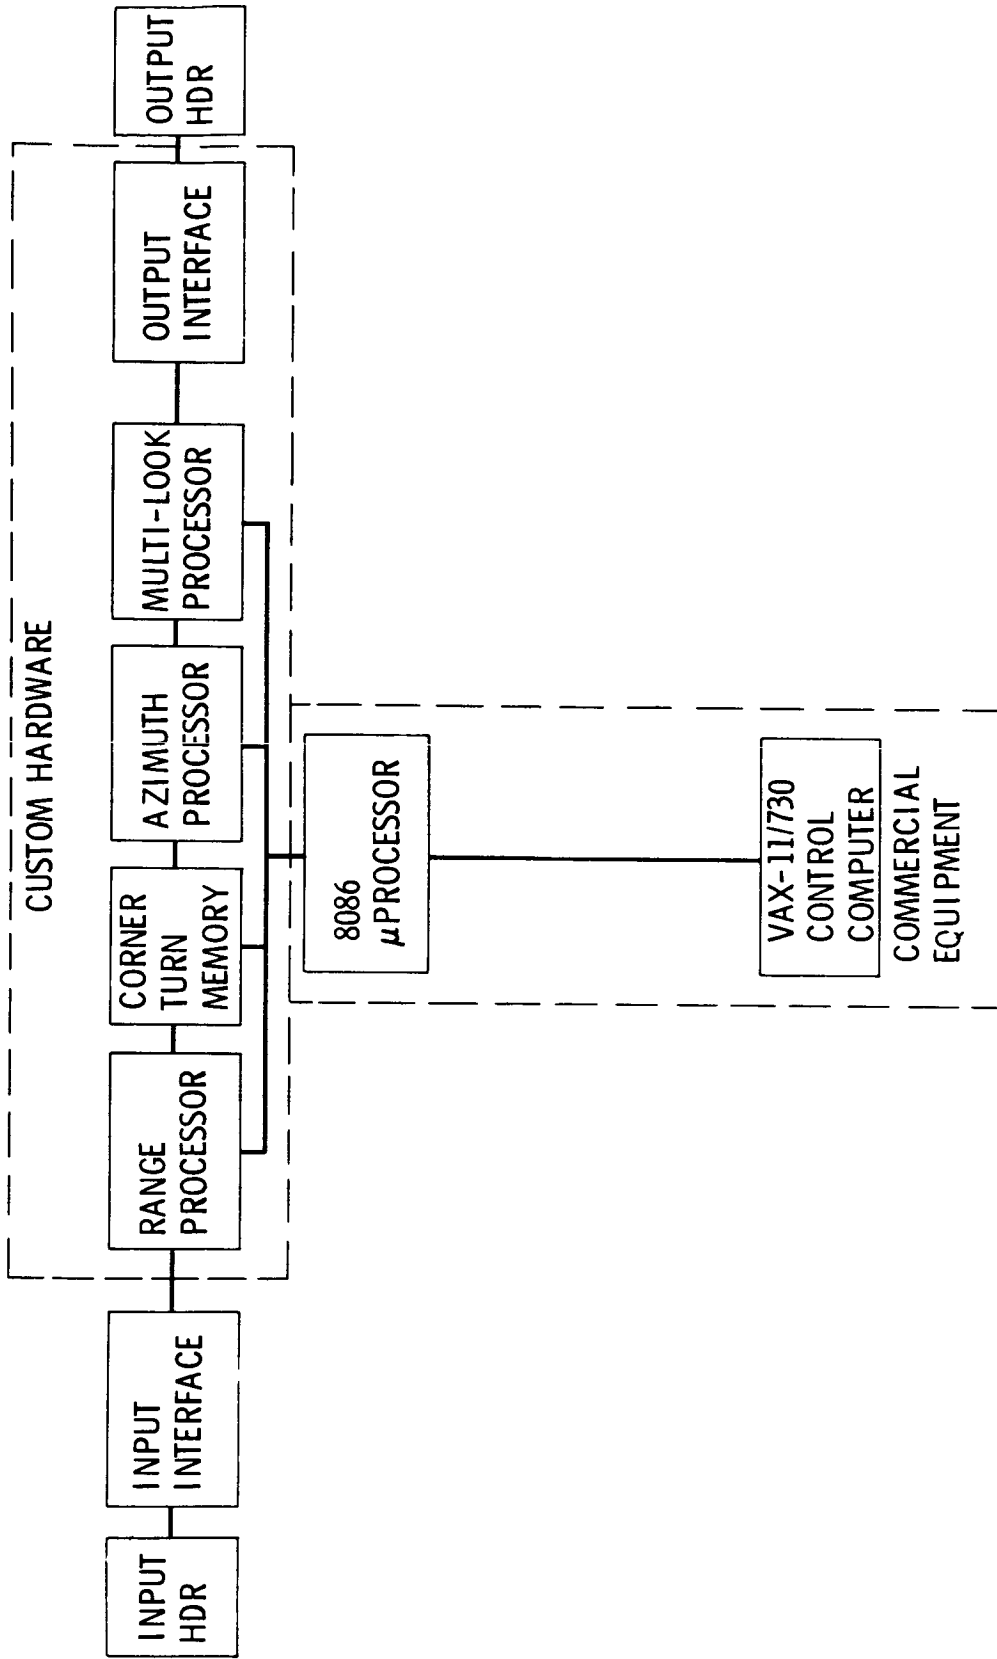 CUSTOM HARDWARE
INPUT
HDR
INPUT
INTERFACE
RANGE
PROCESSOR
CORNER
TURN
MEMORY
AZIMUTH
PROCESSOR
MULTI-LOOK
PROCESSOR
OUTPUT
INTERFACE
OUTPUT
HDR
8086
μPROCESSOR
VAX-11/730
CONTROL
COMPUTER
COMMERCIAL
EQUIPMENT